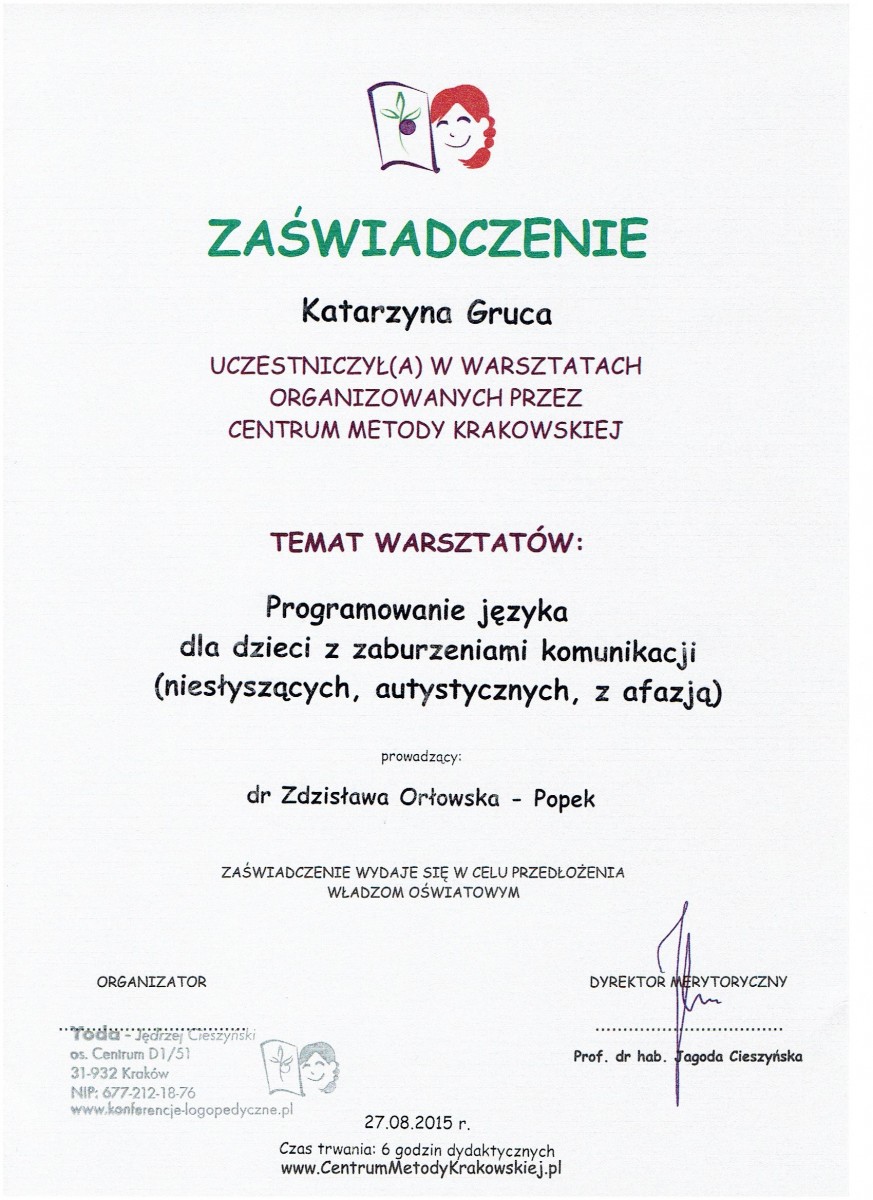 ZAŚWIADCZENIE
Katarzyna Gruca
UCZESTNICZYŁ(A) W WARSZTATACH
ORGANIZOWANYCH PRZEZ
CENTRUM METODY KRAKOWSKIEJ
TEMAT WARSZTATÓW:
Programowanie języka
dla dzieci z zaburzeniami komunikacji
(niesłyszących, autystycznych, z afazją)
prowadzący:
dr Zdzisława Orłowska - Popek
ZAŚWIADCZENIE WYDAJE SIĘ W CELU PRZEDŁOŻENIA
WŁADZOM OŚWIATOWYM
ORGANIZATOR
Yoda - Jędrzej Cieszyński
os. Centrum D1/51
31-932 Kraków
NIP: 677-212-18-76
www.konferencje-logopedyczne.pl
DYREKTOR MERYTORYCZNY
Prof. dr hab. Jagoda Cieszyńska
27.08.2015 r.
Czas trwania: 6 godzin dydaktycznych
www.CentrumMetodyKrakowskiej.pl